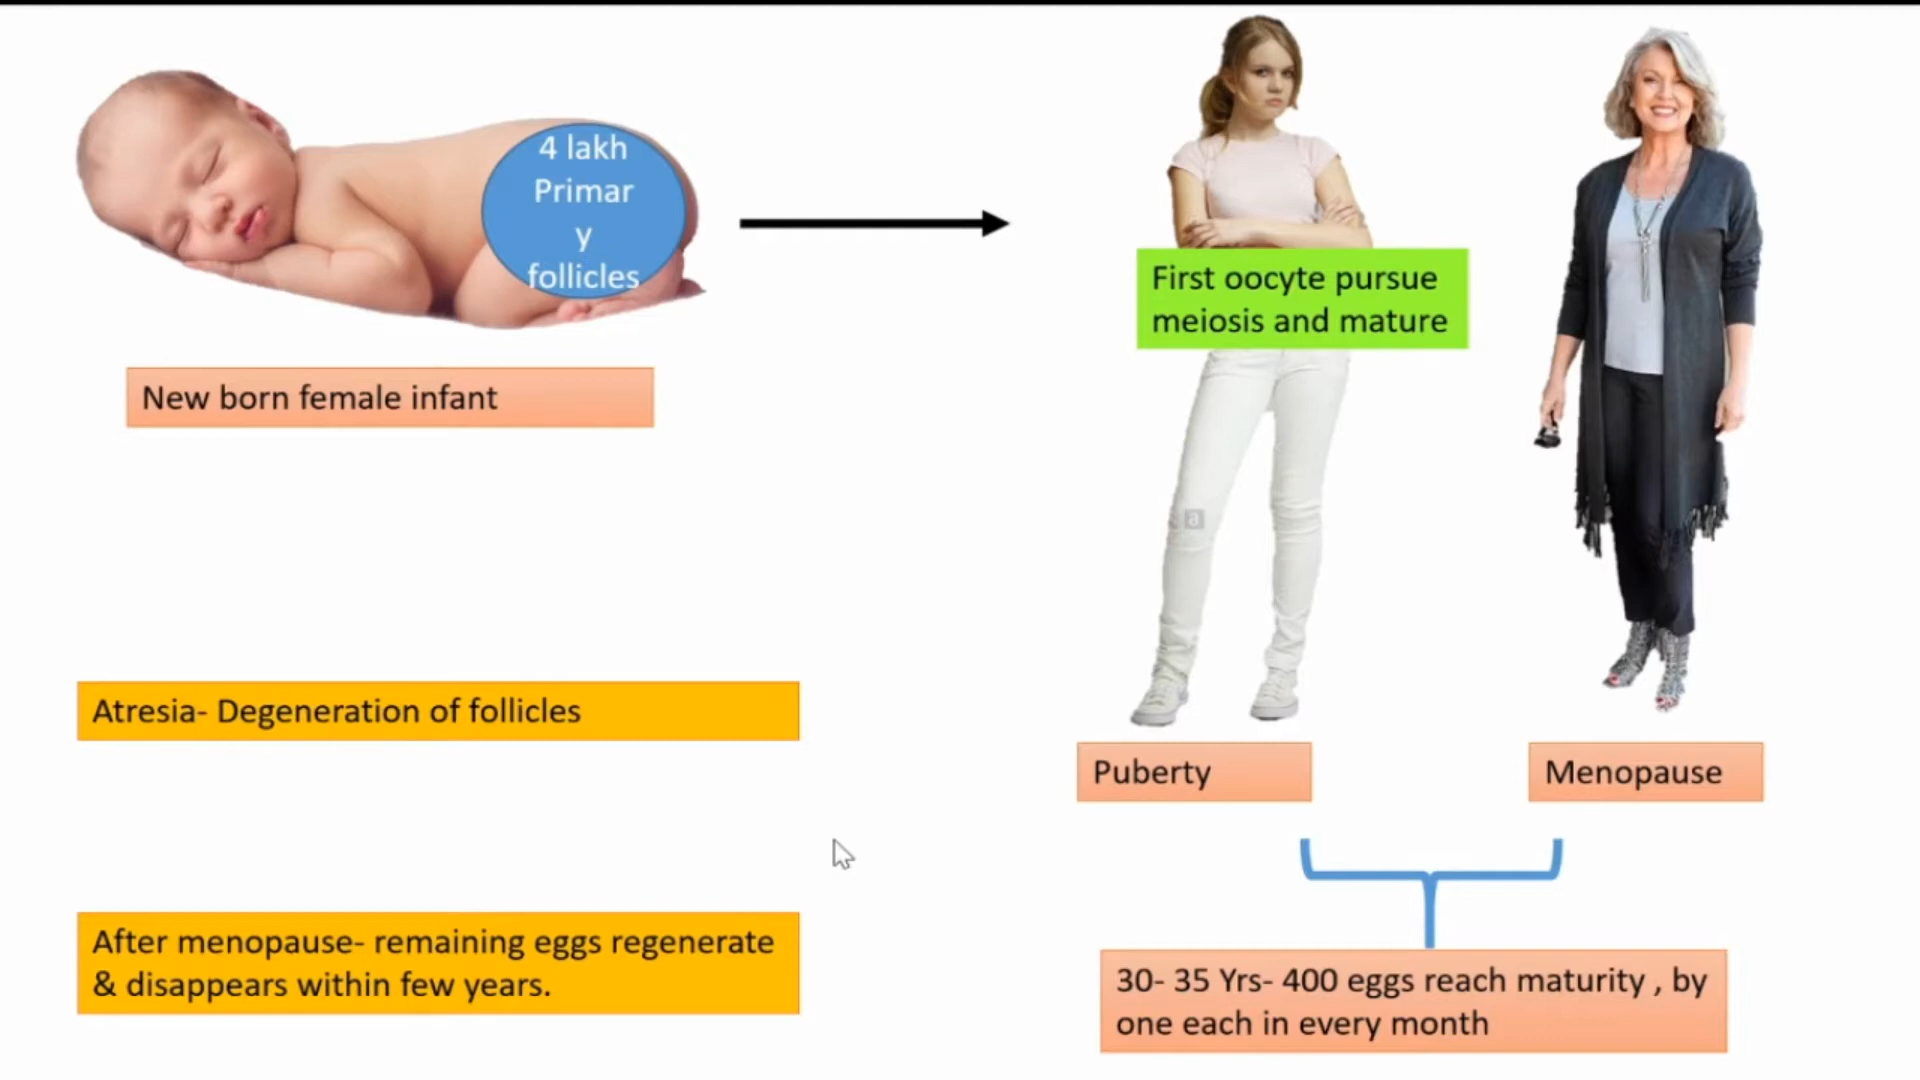 4 lakh
Primar
y
follicles
New born female infant
First oocyte pursue
meiosis and mature
a
Atresia- Degeneration of follicles
Puberty
Menopause
After menopause- remaining eggs regenerate
& disappears within few years.
30- 35 Yrs- 400 eggs reach maturity , by
one each in every month